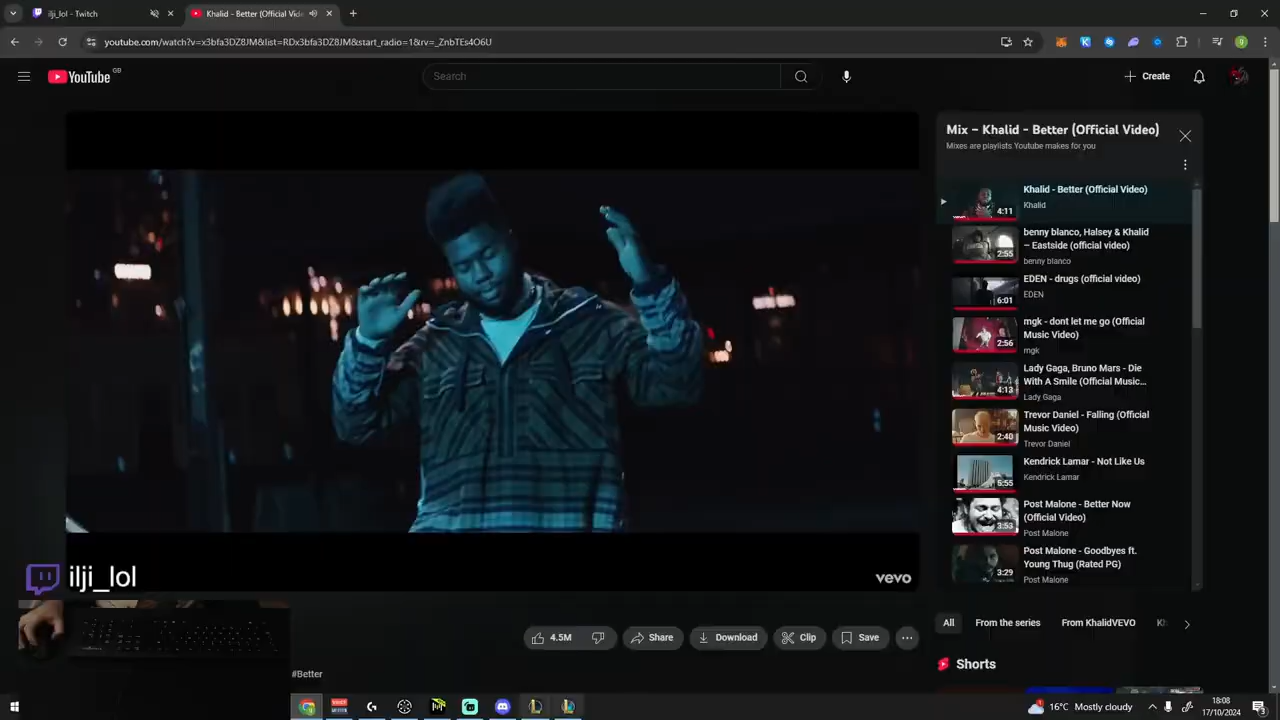 ilji_lol - Twitch
Khalid - Better (Official Vide
youtube.com/watch?v=x3bfa3DZ8JM&list=RDx3bfa3DZ8JM&start_radio=1&rv=_ZnbTEs4O6U
YouTube GB
Search
Create
Mix – Khalid - Better (Official Video)
Mixes are playlists Youtube makes for you
Khalid - Better (Official Video)
Khalid
4:11
benny blanco, Halsey & Khalid
– Eastside (official video)
benny blanco
2:55
EDEN - drugs (official video)
EDEN
6:01
mgk - dont let me go (Official
Music Video)
mgk
2:56
Lady Gaga, Bruno Mars - Die
With A Smile (Official Music...
Lady Gaga
4:13
Trevor Daniel - Falling (Official
Music Video)
Trevor Daniel
2:40
Kendrick Lamar - Not Like Us
Kendrick Lamar
5:55
Post Malone - Better Now
(Official Video)
Post Malone
3:53
Post Malone - Goodbyes ft.
Young Thug (Rated PG)
Post Malone
3:29
vevo
ilji_lol
4.5M
Share
Download
Clip
Save
All
From the series
From KhalidVEVO
Shorts
#Better
16°C Mostly cloudy
18:08
17/10/2024